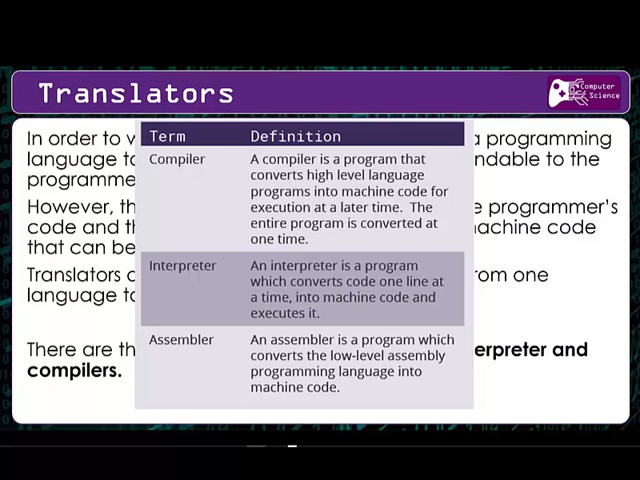 Translators
Computer
Science
In order to
a programming
language to
ndable to the
programme
However, th
e programmer's
code and th
machine code
that can be
Translators
rom one
language to
There are th
erpreter and
compilers.
Term Definition
Compiler A compiler is a program that
converts high level language
programs into machine code for
execution at a later time. The
entire program is converted at
one time.
Interpreter An interpreter is a program
which converts code one line at
a time, into machine code and
executes it.
Assembler An assembler is a program which
converts the low-level assembly
programming language into
machine code.